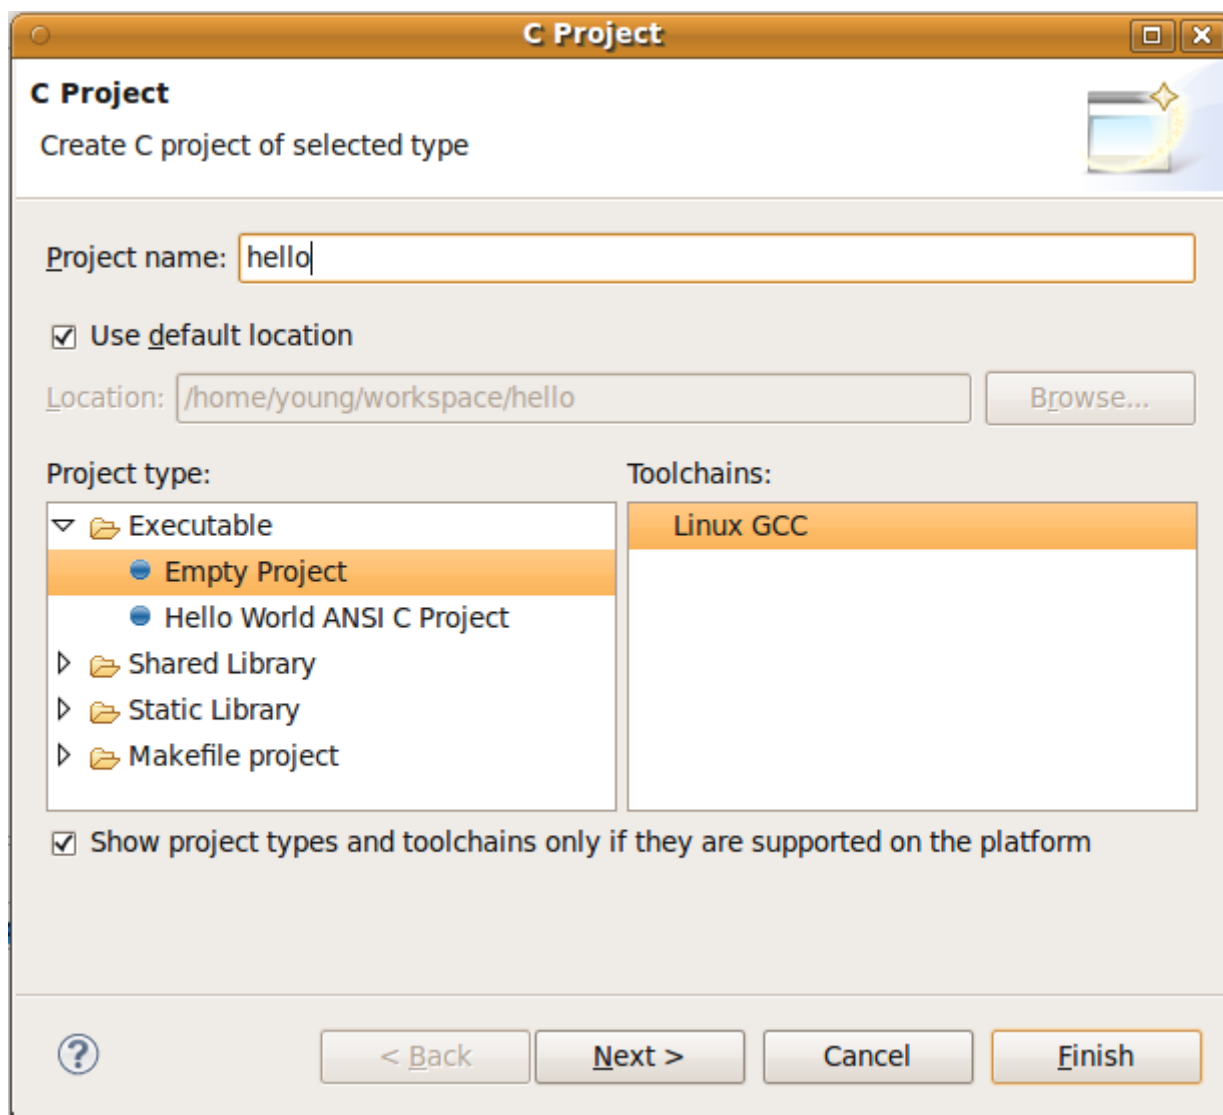 C Project
C Project
Create C project of selected type
Project name: hello
Use default location
Location: /home/young/workspace/hello Browse...
Project type: Toolchains:
Executable Linux GCC
Empty Project
Hello World ANSI C Project
Shared Library
Static Library
Makefile project
Show project types and toolchains only if they are supported on the platform
? < Back Next > Cancel Finish